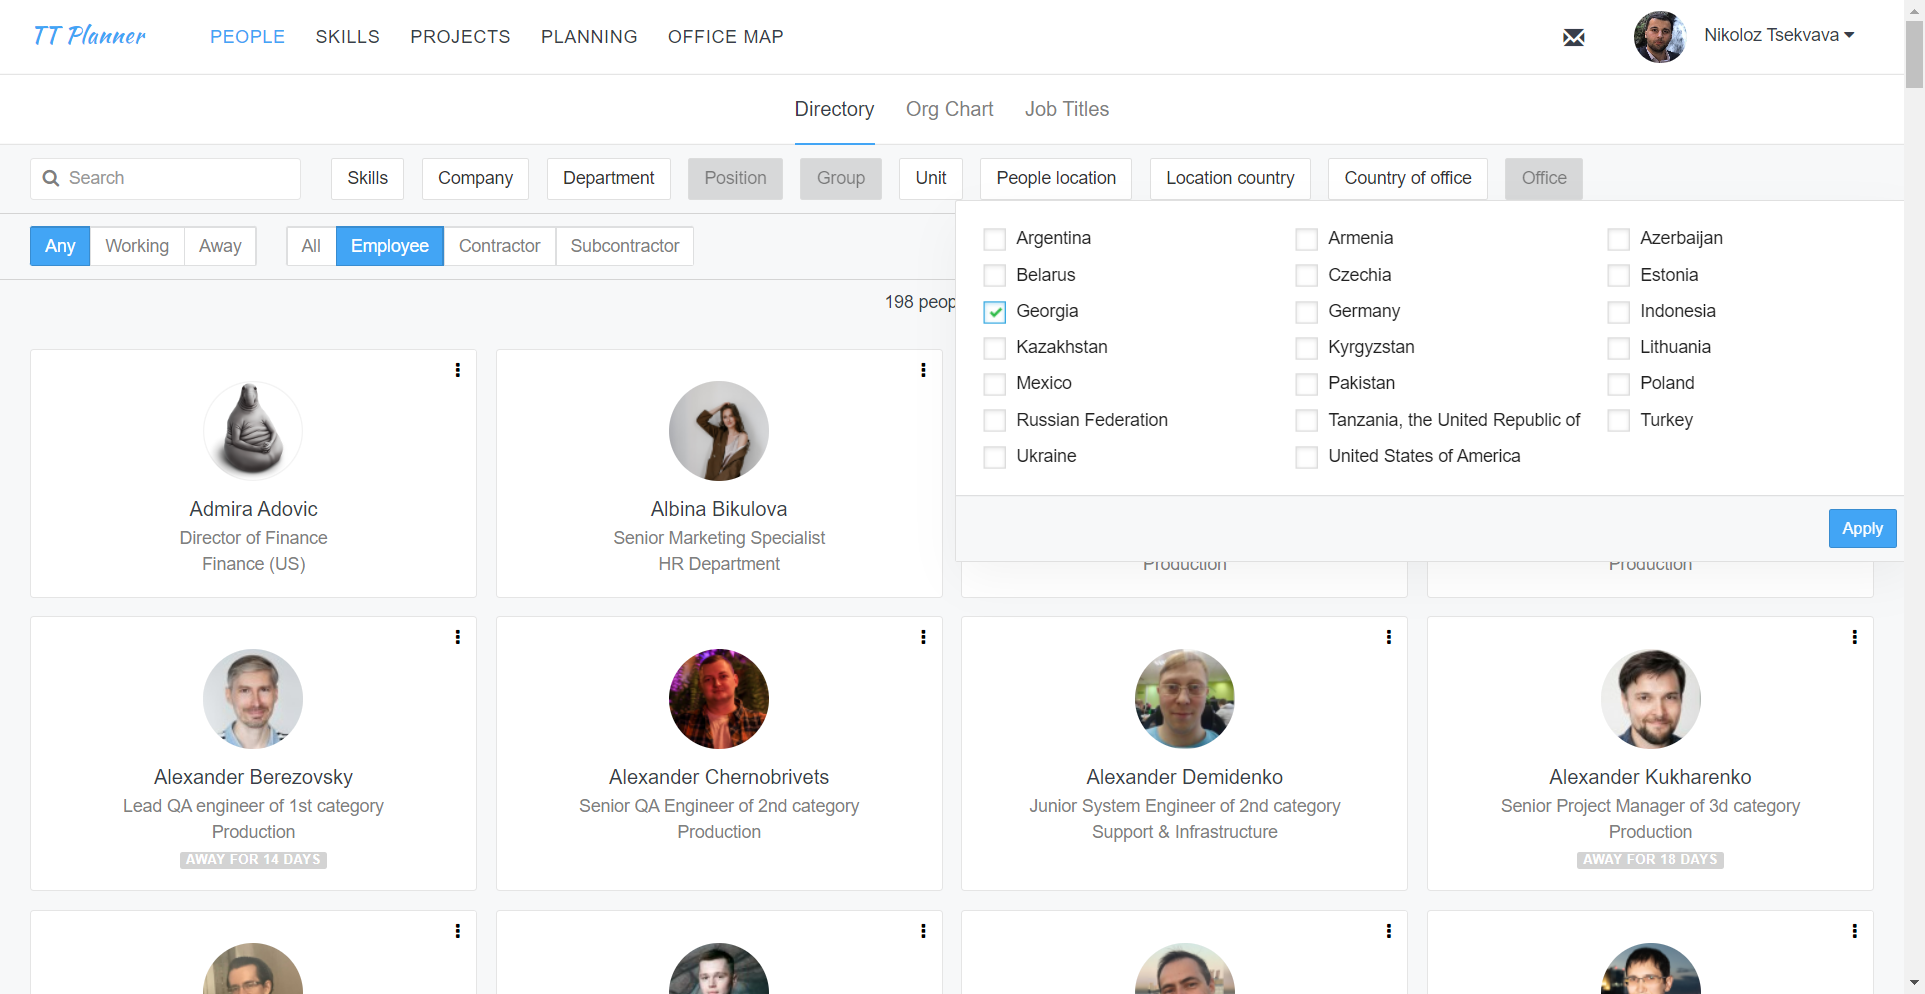 TT Planner PEOPLE SKILLS PROJECTS PLANNING OFFICE MAP Nikoloz Tsekvava
Directory Org Chart Job Titles
Search Skills Company Department Position Group Unit People location Location country Country of office Office
Any Working Away All Employee Contractor Subcontractor
198 peop
Argentina Armenia Azerbaijan
Belarus Czechia Estonia
Georgia Germany Indonesia
Kazakhstan Kyrgyzstan Lithuania
Mexico Pakistan Poland
Russian Federation Tanzania, the United Republic of Turkey
Ukraine United States of America
Apply
Admira Adovic Albina Bikulova
Director of Finance Senior Marketing Specialist
Finance (US) HR Department Production Production
Alexander Berezovsky Alexander Chernobrivets Alexander Demidenko Alexander Kukharenko
Lead QA engineer of 1st category Senior QA Engineer of 2nd category Junior System Engineer of 2nd category Senior Project Manager of 3d category
Production Production Support & Infrastructure Production
AWAY FOR 14 DAYS AWAY FOR 18 DAYS